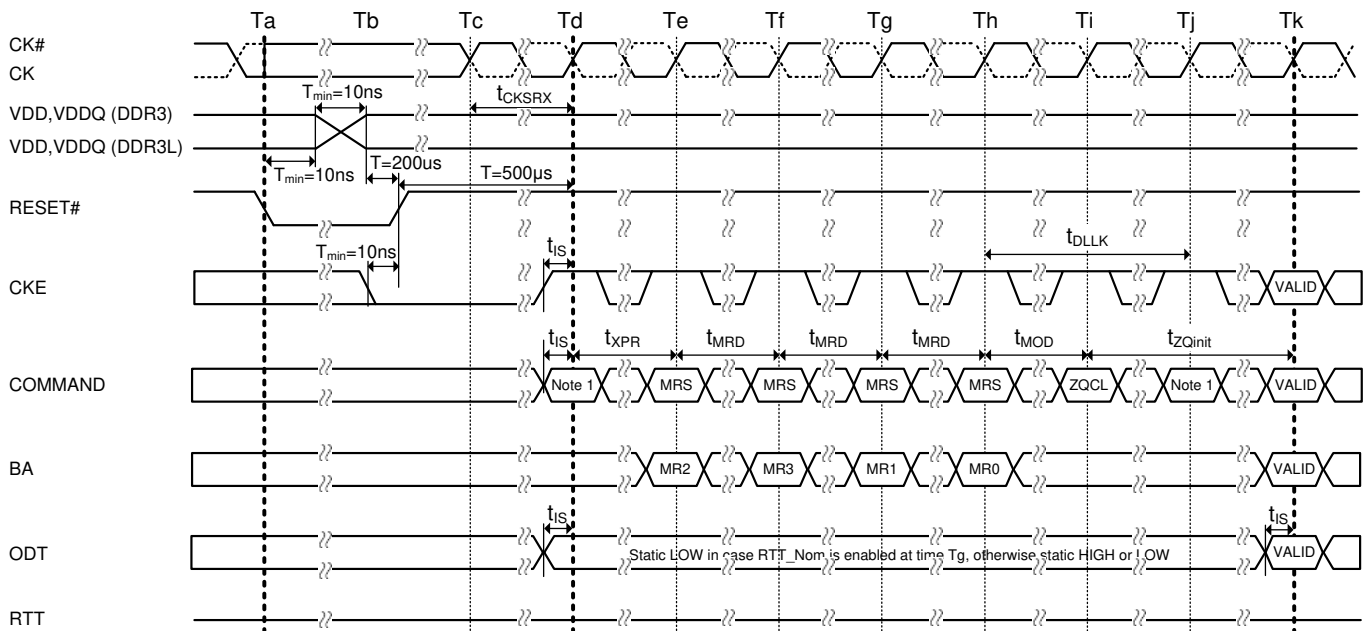 Ta Tb Tc Td Te Tf Tg Th Ti Tj Tk
CK#
CK
Tmin=10ns
tCKSRX
VDD,VDDQ (DDR3)
VDD,VDDQ (DDR3L)
Tmin=10ns
T=200us
T=500µs
RESET#
Tmin=10ns
tIS
tDLLK
CKE
VALID
tIS tXPR tMRD tMRD tMRD tMOD tZQinit
COMMAND
Note 1 MRS MRS MRS MRS ZQCL Note 1 VALID
BA
MR2 MR3 MR1 MR0 VALID
tIS tIS
ODT
Static LOW in case RTT_Nom is enabled at time Tg, otherwise static HIGH or LOW
VALID
RTT